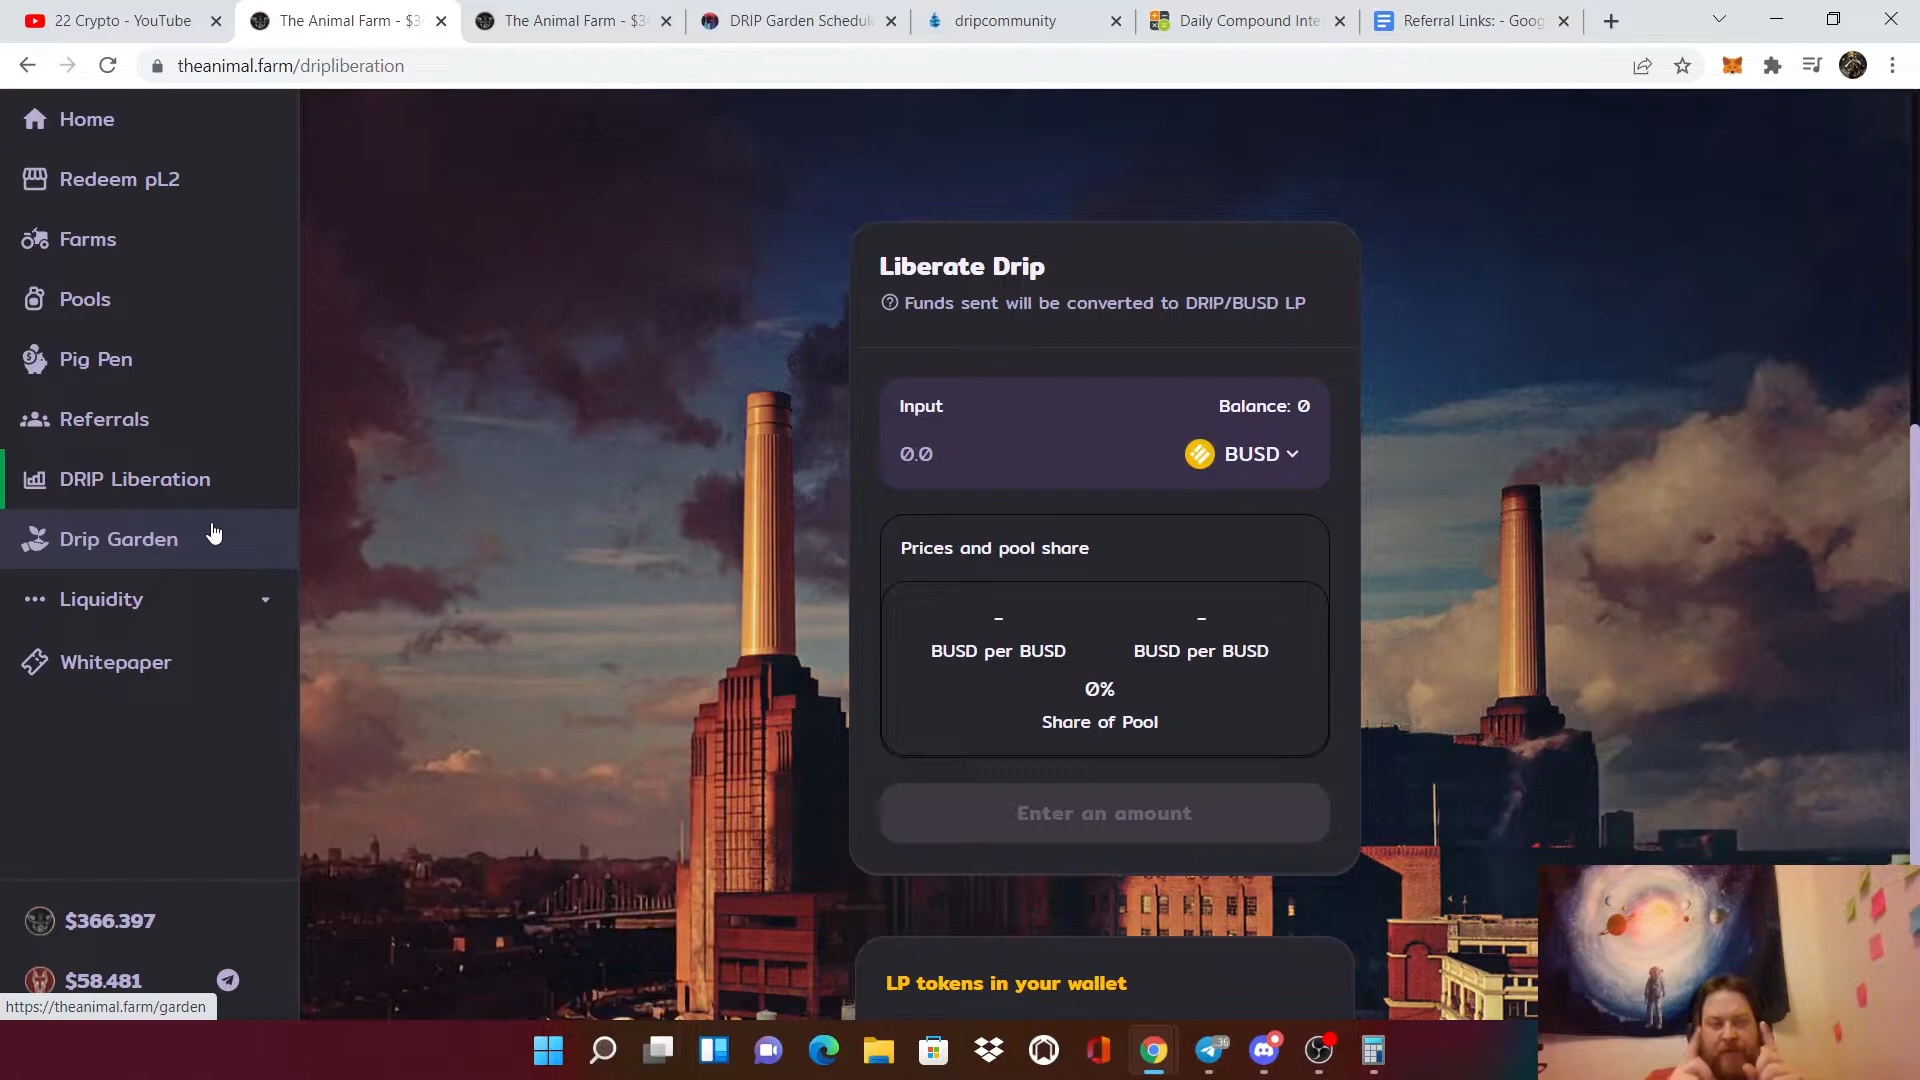 22 Crypto - YouTube
The Animal Farm - $3
The Animal Farm - $3
DRIP Garden Schedul
dripcommunity
Daily Compound Inte
Referral Links: - Goog
theanimal.farm/dripliberation
Home
Redeem pL2
Farms
Pools
Pig Pen
Referrals
DRIP Liberation
Drip Garden
Liquidity
Whitepaper
$366.397
$58.481
https://theanimal.farm/garden
Liberate Drip
Funds sent will be converted to DRIP/BUSD LP
Input
Balance: 0
0.0
BUSD
Prices and pool share
-
-
BUSD per BUSD
BUSD per BUSD
0%
Share of Pool
Enter an amount
LP tokens in your wallet
36